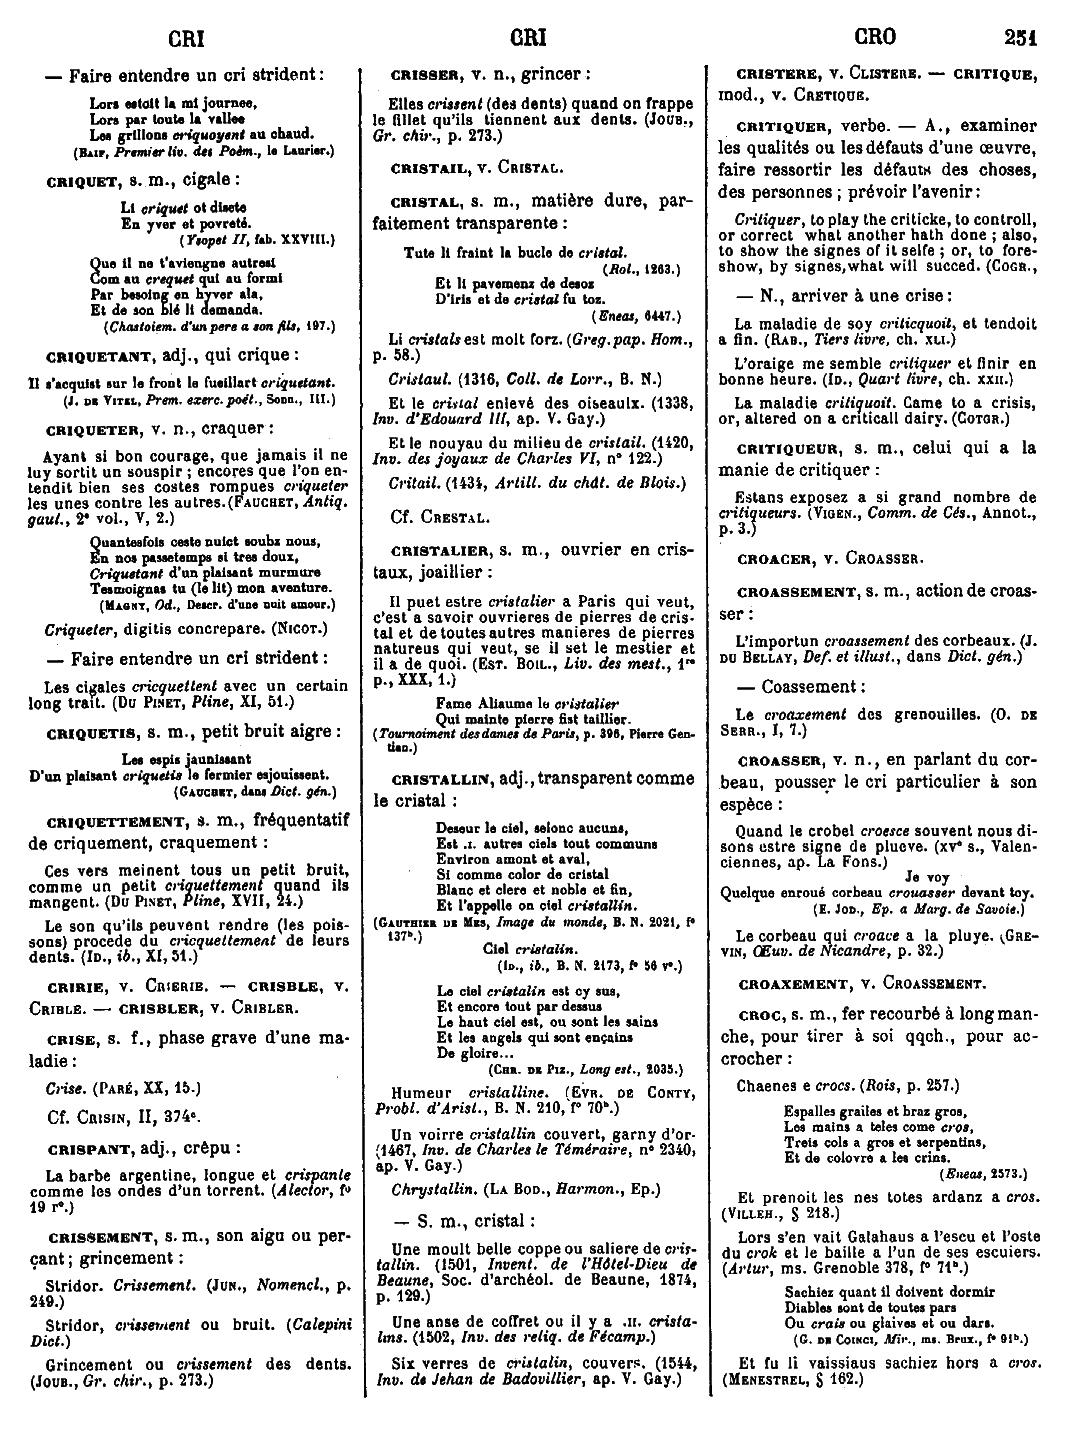 CRI
CRI
CRO 251
— Faire entendre un cri strident :
Lors estoit la mi journee,
Lors par toute la vallee
Les grillons criquoyent au chaud.
(BAIF, Premier liv. des Poèm., le Laurier.)
CRIQUET, s. m., cigale :
Li criquet ot disete
En yver et povreté.
(Ysopet II, fab. XXVIII.)
Que il ne t'aviengne autresi
Com au crequet qui au formi
Par besoing en hyver ala,
Et de son blé li demanda.
(Chastoiem. d'un pere a son fils, 197.)
CRIQUETANT, adj., qui crique :
Il s'acquist sur le front le fueillart criquetant.
(J. DE VITEL, Prem. exerc. poét., Sonn., III.)
CRIQUETER, v. n., craquer :
Ayant si bon courage, que jamais il ne
luy sortit un souspir ; encores que l'on en-
tendit bien ses costes rompues criqueter
les unes contre les autres. (FAUCHET, Antiq.
gaul., 2e vol., V, 2.)
Quantesfois ceste nuict soubz nous,
En nos passetemps si tres doux,
Criquetant d'un plaisant murmure
Tesmoignas tu (le lit) mon aventure.
(MAGNY, Od., Descr. d'une nuit amour.)
Criqueter, digitis concrepare. (NICOT.)
— Faire entendre un cri strident :
Les cigales cricquettent avec un certain
long trait. (DU PINET, Pline, XI, 51.)
CRIQUETIS, s. m., petit bruit aigre :
Les espis jaunissant
D'un plaisant criquetis le fermier esjouissent.
(GAUCHET, dans Dict. gén.)
CRIQUETTEMENT, s. m., fréquentatif
de criquement, craquement :
Ces vers meinent tous un petit bruit,
comme un petit criquettement quand ils
mangent. (DU PINET, Pline, XVII, 24.)
Le son qu'ils peuvent rendre (les pois-
sons) procede du cricquettement de leurs
dents. (ID., ib., XI, 51.)
CRIRIE, v. CRIERIE. — CRISBLE, v.
CRIBLE. — CRISBLER, v. CRIBLER.
CRISE, s. f., phase grave d'une ma-
ladie :
Crise. (PARÉ, XX, 15.)
Cf. CRISIN, II, 374c.
CRISPANT, adj., crêpu :
La barbe argentine, longue et crispante
comme les ondes d'un torrent. (Alector, fo
19 ro.)
CRISSEMENT, s. m., son aigu ou per-
çant ; grincement :
Stridor. Crissement. (JUN., Nomencl., p.
249.)
Stridor, crissement ou bruit. (Calepini
Dict.)
Grincement ou crissement des dents.
(JOUB., Gr. chir., p. 273.)
CRISSER, v. n., grincer :
Elles crissent (des dents) quand on frappe
le fillet qu'ils tiennent aux dents. (JOUB.,
Gr. chir., p. 273.)
CRISTAIL, v. CRISTAL.
CRISTAL, s. m., matière dure, par-
faitement transparente :
Tute li fraint la bucle de cristal.
(Rol., 1263.)
Et li pavemenz de desoz
D'iris et de cristal fu toz.
(Eneas, 6447.)
Li cristals est molt forz. (Greg. pap. Hom.,
p. 58.)
Cristaul. (1316, Coll. de Lorr., B. N.)
Et le cristal enlevé des oiseaulx. (1338,
Inv. d'Edouard III, ap. V. Gay.)
Et le nouyau du milieu de cristail. (1420,
Inv. des joyaux de Charles VI, no 122.)
Critail. (1434, Artill. du chât. de Blois.)
Cf. CRESTAL.
CRISTALIER, s. m., ouvrier en cris-
taux, joaillier :
Il puet estre cristalier a Paris qui veut,
c'est a savoir ouvrieres de pierres de cris-
tal et de toutes autres manieres de pierres
natureus qui veut, se il set le mestier et
il a de quoi. (EST. BOIL., Liv. des mest., 1re
p., XXX, 1.)
Fame Aliaume le cristalier
Qui mainte pierre fist taillier.
(Tournoiment des dames de Paris, p. 396, Pierre Gen-
tian.)
CRISTALLIN, adj., transparent comme
le cristal :
Deseur le ciel, selonc aucuns,
Est .I. autres ciels tout communs
Environ amont et aval,
Si comme color de cristal
Blanc et clere et noble et fin,
Et l'appelle on ciel cristallin.
(GAUTHIER DE MES, Image du monde, B. N. 2021, fo
137b.)
Ciel cristalin.
(ID., ib., B. N. 2173, fo 56 vo.)
Le ciel cristalin est cy sus,
Et encore tout par dessus
Le haut ciel est, ou sont les sains
Et les angels qui sont ençains
De gloire...
(CHR. DE PIZ., Long est., 2035.)
Humeur cristalline. (EVR. DE CONTY,
Probl. d'Arist., B. N. 210, fo 70b.)
Un voirre cristallin couvert, garny d'or-
(1467, Inv. de Charles le Téméraire, no 2340,
ap. V. Gay.)
Chrystallin. (LA BOD., Harmon., Ep.)
— S. m., cristal :
Une moult belle coppe ou saliere de cris-
tallin. (1501, Invent. de l'Hôtel-Dieu de
Beaune, Soc. d'archéol. de Beaune, 1874,
p. 129.)
Une anse de coffret ou il y a .II. crista-
lins. (1502, Inv. des reliq. de Fécamp.)
Six verres de cristalin, couvers. (1544,
Inv. de Jehan de Badovillier, ap. V. Gay.)
CRISTERE, v. CLISTERE. — CRITIQUE,
mod., v. CRETIQUE.
CRITIQUER, verbe. — A., examiner
les qualités ou les défauts d'une œuvre,
faire ressortir les défauts des choses,
des personnes ; prévoir l'avenir :
Critiquer, to play the criticke, to controll,
or correct what another hath done ; also,
to show the signes of it selfe ; or, to fore-
show, by signes, what will succed. (COGR.,
— N., arriver à une crise :
La maladie de soy criticquoit, et tendoit
a fin. (RAB., Tiers livre, ch. XLI.)
L'oraige me semble critiquer et finir en
bonne heure. (ID., Quart livre, ch. XXII.)
La maladie critiquoit. Came to a crisis,
or, altered on a criticall dairy. (COTGR.)
CRITIQUEUR, s. m., celui qui a la
manie de critiquer :
Estans exposez a si grand nombre de
critiqueurs. (VIGEN., Comm. de Cés., Annot.,
p. 3.)
CROACER, v. CROASSER.
CROASSEMENT, s. m., action de croas-
ser :
L'importun croassement des corbeaux. (J.
DU BELLAY, Def. et illust., dans Dict. gén.)
— Coassement :
Le croaxement des grenouilles. (O. DE
SERR., I, 7.)
CROASSER, v. n., en parlant du cor-
beau, pousser le cri particulier à son
espèce :
Quand le crobel croesce souvent nous di-
sons estre signe de plueve. (XVe s., Valen-
ciennes, ap. La Fons.)
Je voy
Quelque enroué corbeau crouasser devant toy.
(E. JOD., Ep. a Marg. de Savoie.)
Le corbeau qui croace a la pluye. (GRE-
VIN, Œuv. de Nicandre, p. 32.)
CROAXEMENT, v. CROASSEMENT.
CROC, s. m., fer recourbé à long man-
che, pour tirer à soi qqch., pour ac-
crocher :
Chaenes e crocs. (Rois, p. 257.)
Espalles grailes et braz gros,
Les mains a teles come cros,
Treis cols a gros et serpentins,
Et de colovre a les crins.
(Eneas, 2573.)
Et prenoit les nes totes ardanz a cros.
(VILLEH., § 218.)
Lors s'en vait Galahaus a l'escu et l'oste
du crok et le baille a l'un de ses escuiers.
(Artur, ms. Grenoble 378, fo 71b.)
Sachiez quant il doivent dormir
Diables sont de toutes pars
Ou crais ou glaives et ou dars.
(G. DE COINCI, Mir., ms. Brux., fo 91b.)
Et fu li vaissiaus sachiez hors a cros.
(MENESTREL, § 162.)